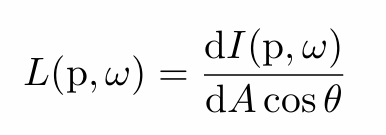 L(p, ω) = dI(p, ω) / dA cos θ